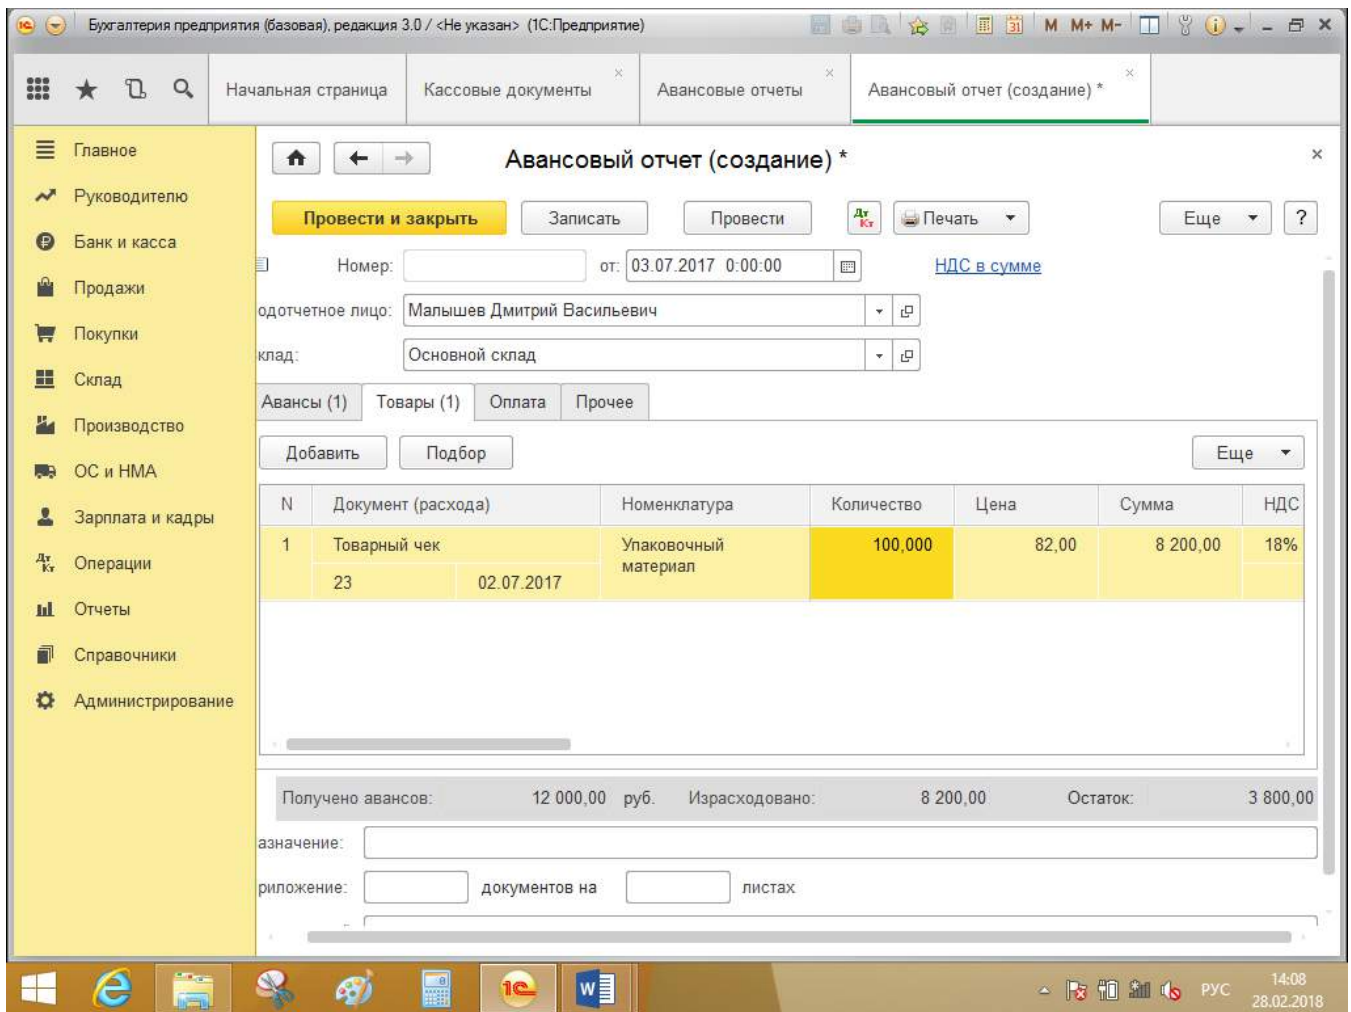 Бухгалтерия предприятия (базовая), редакция 3.0 / <Не указан> (1С:Предприятие)
M M+ M-
Начальная страница
Кассовые документы
Авансовые отчеты
Авансовый отчет (создание) *
Главное
Руководителю
Банк и касса
Продажи
Покупки
Склад
Производство
ОС и НМА
Зарплата и кадры
Операции
Отчеты
Справочники
Администрирование
Авансовый отчет (создание) *
Провести и закрыть Записать Провести Дт Кт Печать Еще ?
Номер: от: 03.07.2017 0:00:00 НДС в сумме
одотчетное лицо: Малышев Дмитрий Васильевич
клад: Основной склад
Авансы (1) Товары (1) Оплата Прочее
Добавить Подбор Еще
N Документ (расхода) Номенклатура Количество Цена Сумма НДС
1 Товарный чек Упаковочный материал 100,000 82,00 8 200,00 18%
23 02.07.2017
Получено авансов: 12 000,00 руб. Израсходовано: 8 200,00 Остаток: 3 800,00
азначение:
риложение: документов на листах
РУС
14:08
28.02.2018